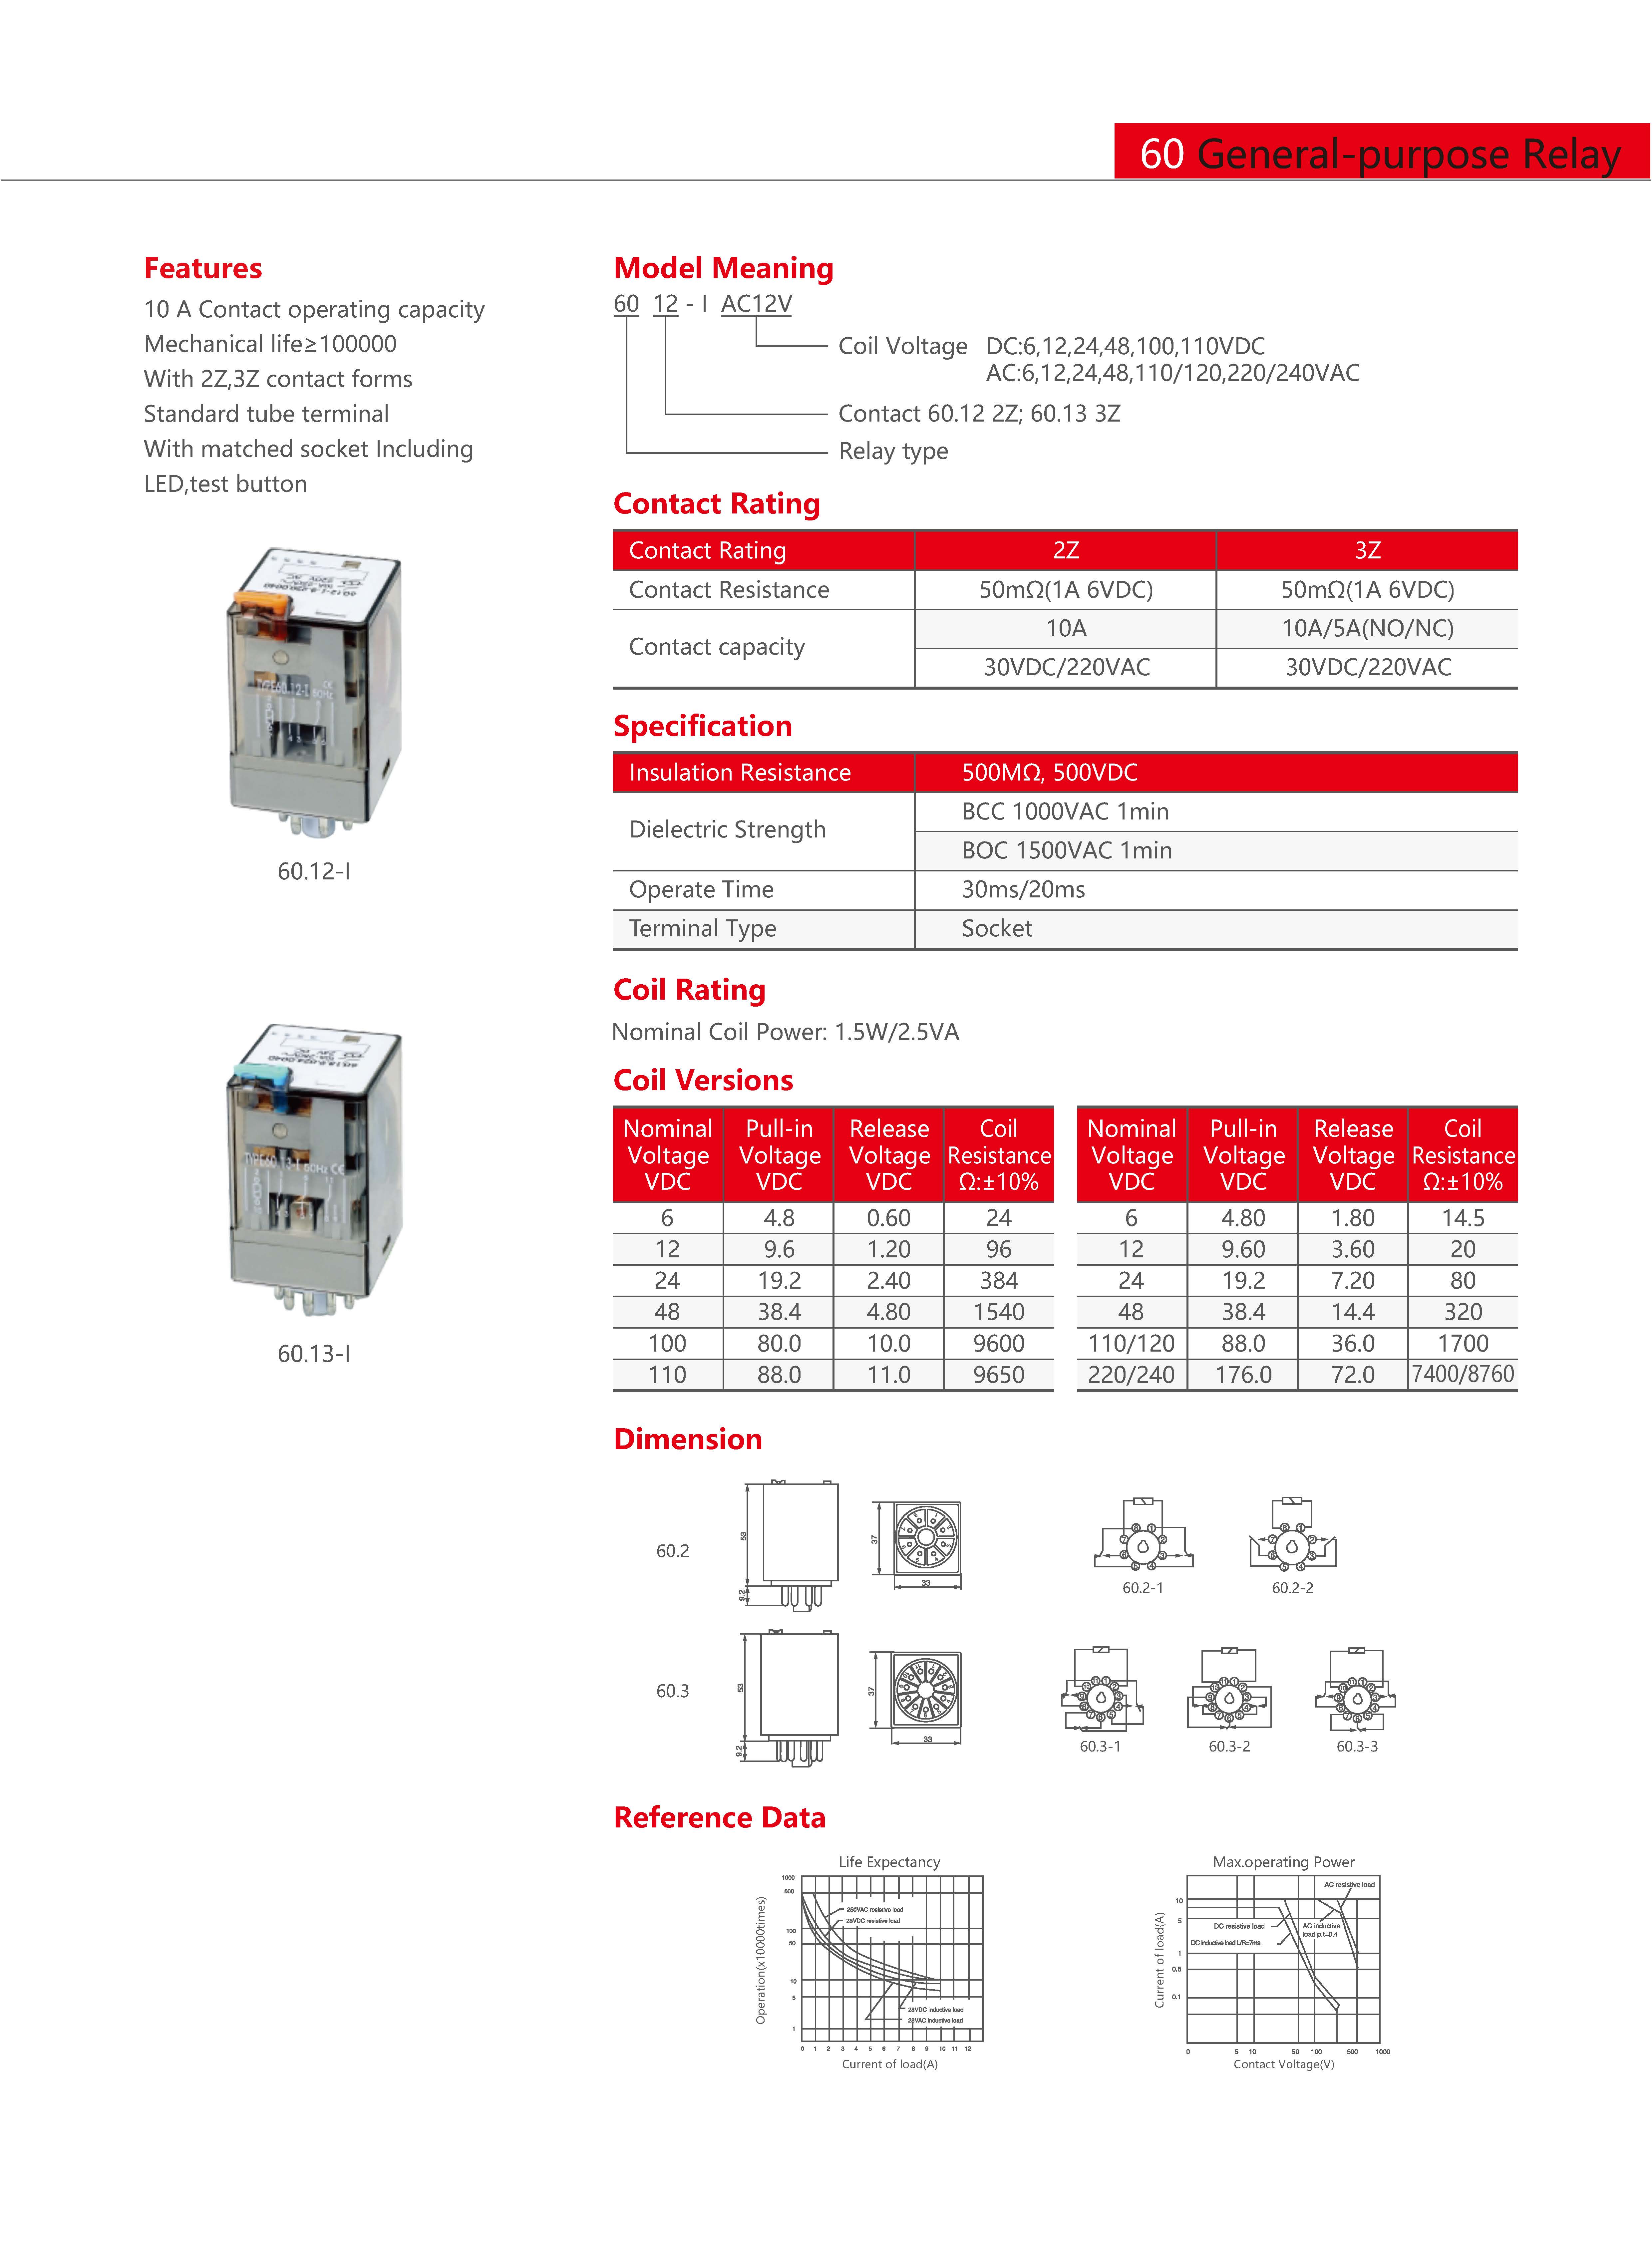 60 General-purpose Relay
Features
10 A Contact operating capacity
Mechanical life≥100000
With 2Z,3Z contact forms
Standard tube terminal
With matched socket Including
LED,test button
60.12-I
60.13-I
Model Meaning
60 12 - I AC12V
Coil Voltage DC:6,12,24,48,100,110VDC
AC:6,12,24,48,110/120,220/240VAC
Contact 60.12 2Z; 60.13 3Z
Relay type
Contact Rating
Contact Rating 2Z 3Z
Contact Resistance 50mΩ(1A 6VDC) 50mΩ(1A 6VDC)
Contact capacity
10A 10A/5A(NO/NC)
30VDC/220VAC 30VDC/220VAC
Specification
Insulation Resistance 500MΩ, 500VDC
Dielectric Strength
BCC 1000VAC 1min
BOC 1500VAC 1min
Operate Time 30ms/20ms
Terminal Type Socket
Coil Rating
Nominal Coil Power: 1.5W/2.5VA
Coil Versions
Nominal Pull-in Release Coil Nominal Pull-in Release Coil
Voltage Voltage Voltage Resistance Voltage Voltage Voltage Resistance
VDC VDC VDC Ω:±10% VDC VDC VDC Ω:±10%
6 4.8 0.60 24 6 4.80 1.80 14.5
12 9.6 1.20 96 12 9.60 3.60 20
24 19.2 2.40 384 24 19.2 7.20 80
48 38.4 4.80 1540 48 38.4 14.4 320
100 80.0 10.0 9600 110/120 88.0 36.0 1700
110 88.0 11.0 9650 220/240 176.0 72.0 7400/8760
Dimension
60.2
53
9.2
37
33
60.2-1
60.2-2
60.3
53
9.2
37
33
60.3-1
60.3-2
60.3-3
Reference Data
Life Expectancy
Operation(x10000times)
1000
500
100
50
10
5
1
250VAC resistive load
28VDC resistive load
28VDC inductive load
28VAC inductive load
0 1 2 3 4 5 6 7 8 9 10 11 12
Current of load(A)
Max.operating Power
Current of load(A)
10
5
1
0.5
0.1
AC resistive load
DC resistive load
AC inductive
load p.t=0.4
DC inductive load L/R=7ms
0 5 10 50 100 500 1000
Contact Voltage(V)